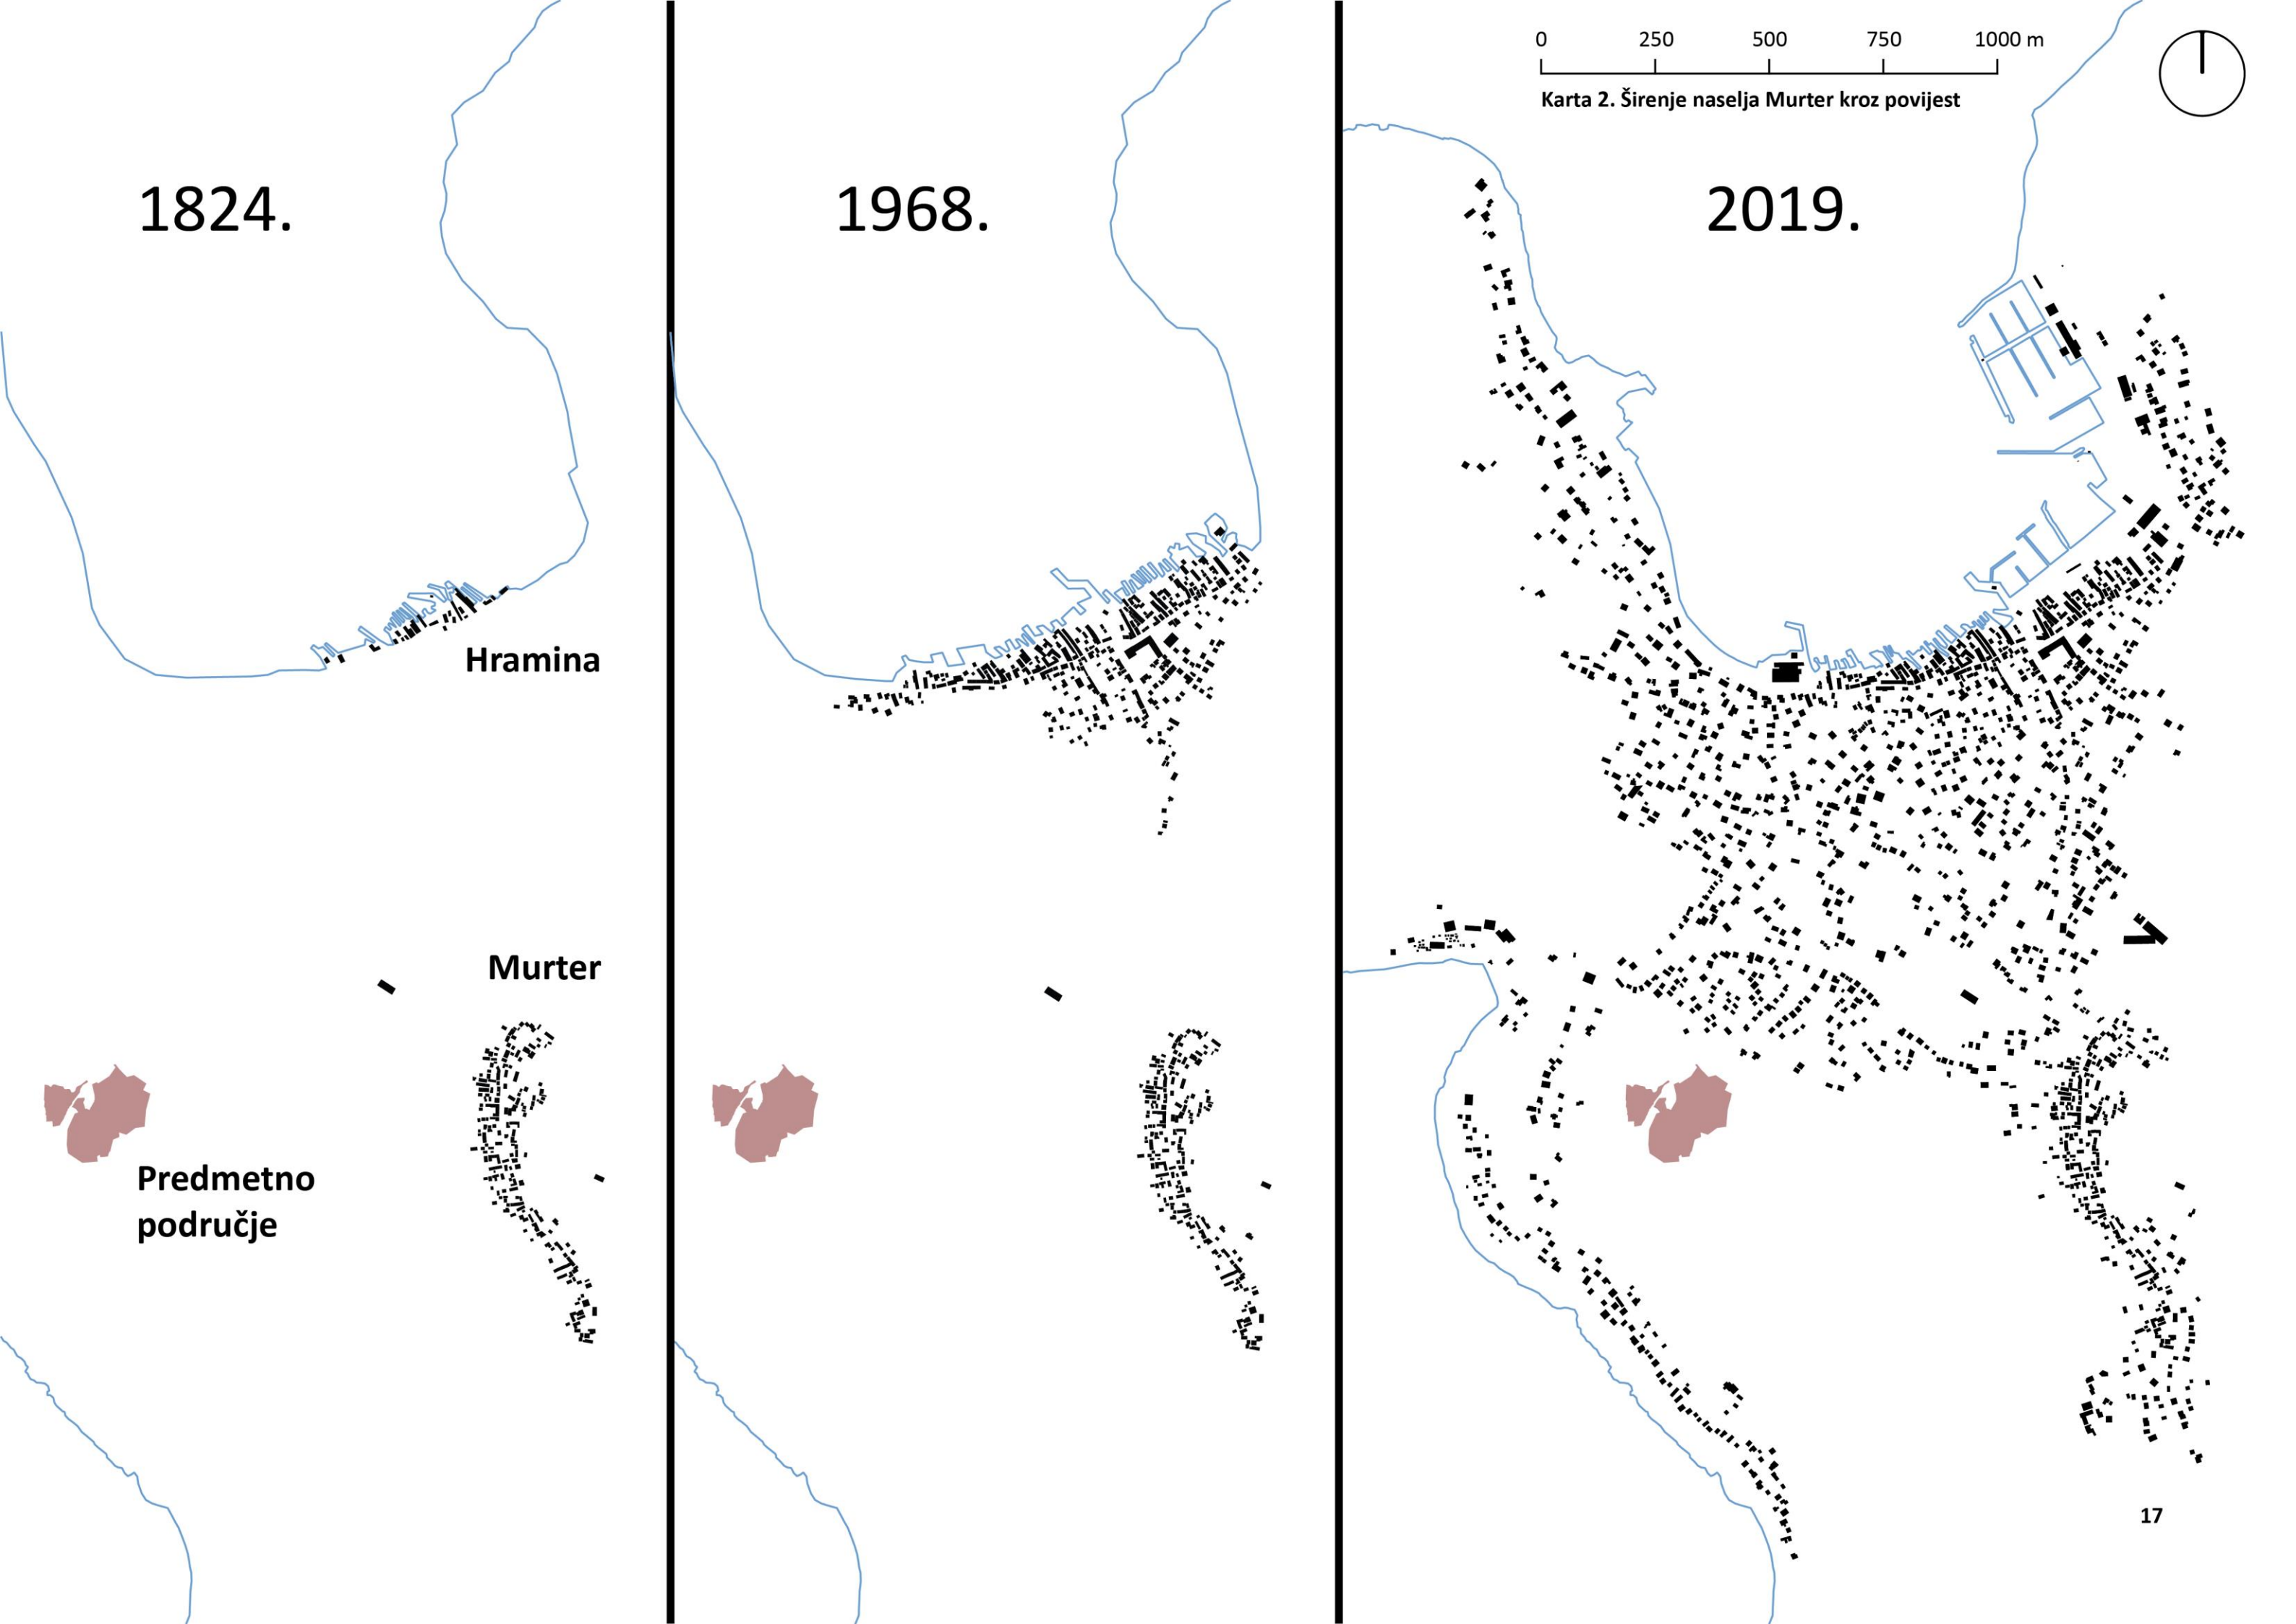 0 250 500 750 1000 m
Karta 2. Širenje naselja Murter kroz povijest
1824.
1968.
2019.
Hramina
Murter
Predmetno
područje
17